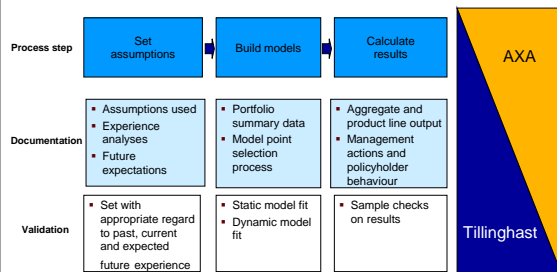 Process step
Set
assumptions
Build models
Calculate
results
AXA
Documentation
▪ Assumptions used
▪ Experience
analyses
▪ Future
expectations
▪ Portfolio
summary data
▪ Model point
selection
process
▪ Aggregate and
product line output
▪ Management
actions and
policyholder
behaviour
Validation
▪ Set with
appropriate regard
to past, current
and expected
future experience
▪ Static model fit
▪ Dynamic model
fit
▪ Sample checks
on results
Tillinghast